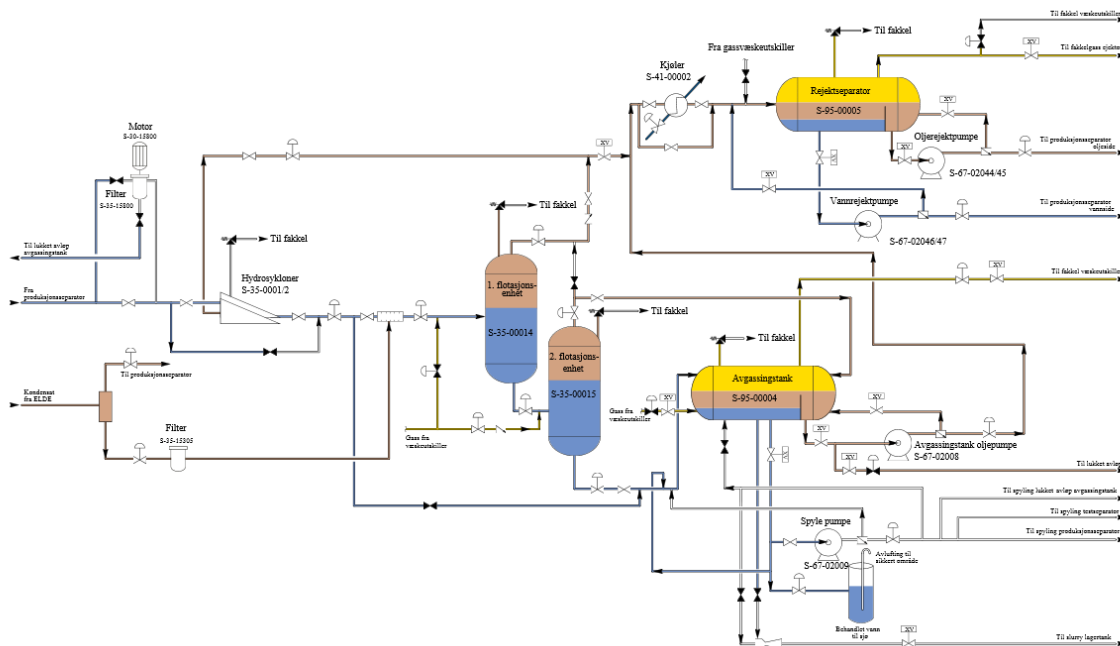 Til fakkel væskeutskiller
Til fakkel
Fra gassvæskeutskiller
XV
Til fakkelgass ejektor
Kjøler
S-41-00002
Rejektseparator
S-95-00005
XV
Oljerejektpumpe
XV
Til produksjonsseparator
oljeside
S-67-02044/45
XV
XV
XV
Vannrejektpumpe
Til produksjonsseparator
vannside
S-67-02046/47
Motor
S-30-15800
Filter
S-35-15800
Til lukket avløp
avgassingstank
Til fakkel
Til fakkel
Hydrosykloner
S-35-0001/2
Fra
produksjonsseparator
1. flotasjons-
enhet
S-35-00014
Til fakkel
2. flotasjons-
enhet
S-35-00015
Til fakkel væskeutskiller
XV
Til fakkel
Avgassingstank
S-95-00004
Til produksjonsseparator
Kondensat
fra ELDE
Filter
S-35-15305
Gass fra
væskeutskiller
Gass fra
væskeutskiller
XV
XV
XV
XV
Avgassingstank oljepumpe
S-67-02008
XV
Til lukket avløp
Til spyling lukket avløp avgassingstank
Til spyling testseparator
Til spyling produksjonsseparator
Spyle pumpe
S-67-02009
Avlufting til
sikkert område
Behandlet vann
til sjø
XV
Til slurry lagertank